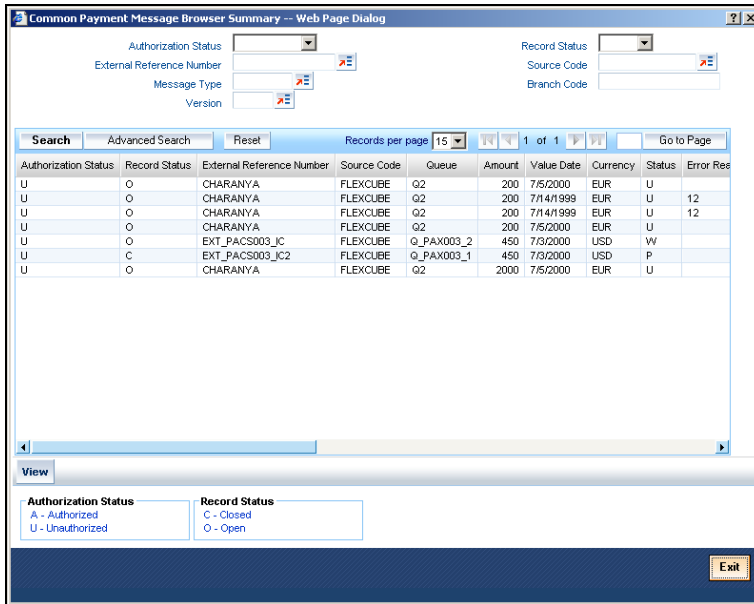 Common Payment Message Browser Summary -- Web Page Dialog
Authorization Status Record Status
External Reference Number Source Code
Message Type Branch Code
Version
Search Advanced Search Reset Records per page 15 1 of 1 Go to Page
Authorization Status Record Status External Reference Number Source Code Queue Amount Value Date Currency Status Error Rea
U O CHARANYA FLEXCUBE Q2 200 7/5/2000 EUR U
U O CHARANYA FLEXCUBE Q2 200 7/14/1999 EUR U 12
U O CHARANYA FLEXCUBE Q2 200 7/14/1999 EUR U 12
U O CHARANYA FLEXCUBE Q2 200 7/5/2000 EUR U
U O EXT_PACS003_IC FLEXCUBE Q_PAX003_2 450 7/3/2000 USD W
U C EXT_PACS003_IC2 FLEXCUBE Q_PAX003_1 450 7/3/2000 USD P
U O CHARANYA FLEXCUBE Q2 2000 7/5/2000 EUR U
View
Authorization Status Record Status
A - Authorized C - Closed
U - Unauthorized O - Open
Exit